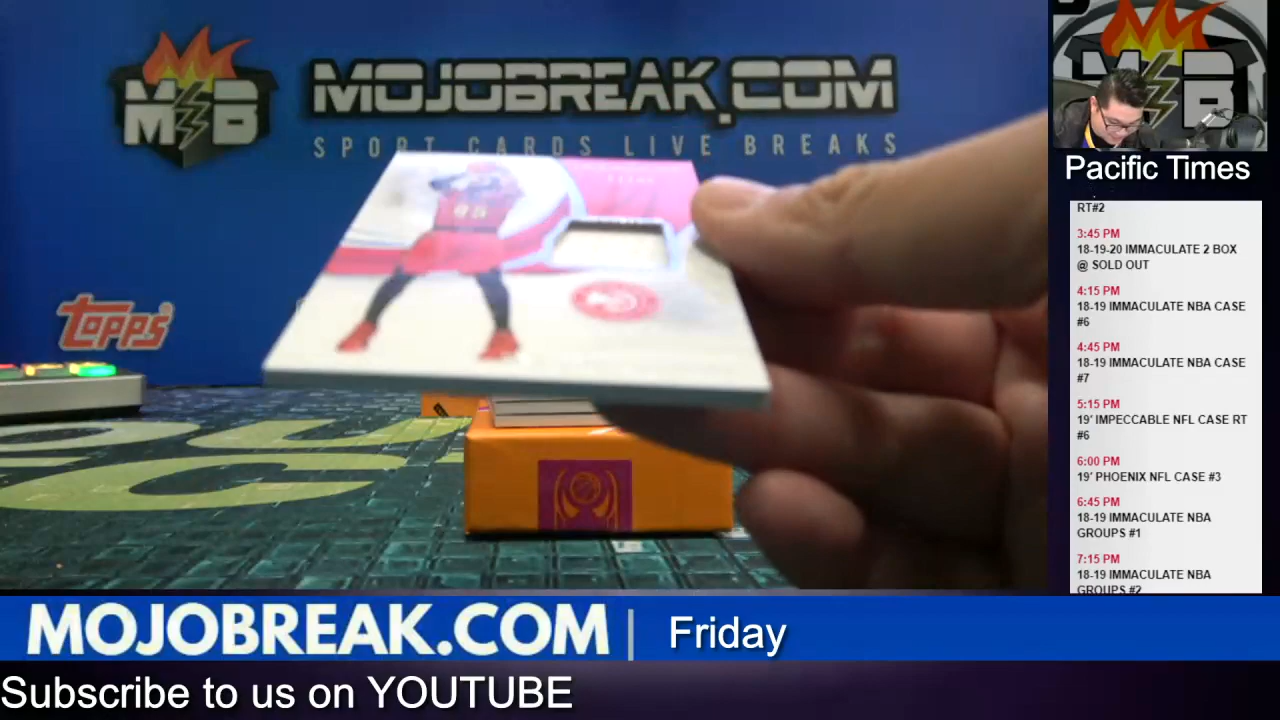 MB
MOJOBREAK.COM
SPORT CARDS LIVE BREAKS
TOPPS
MB
Pacific Times
RT#2
3:45 PM
18-19-20 IMMACULATE 2 BOX
@ SOLD OUT
4:15 PM
18-19 IMMACULATE NBA CASE
#6
4:45 PM
18-19 IMMACULATE NBA CASE
#7
5:15 PM
19' IMPECCABLE NFL CASE RT
#6
6:00 PM
19' PHOENIX NFL CASE #3
6:45 PM
18-19 IMMACULATE NBA
GROUPS #1
7:15 PM
18-19 IMMACULATE NBA
GROUPS #2
MOJOBREAK.COM | Friday
Subscribe to us on YOUTUBE